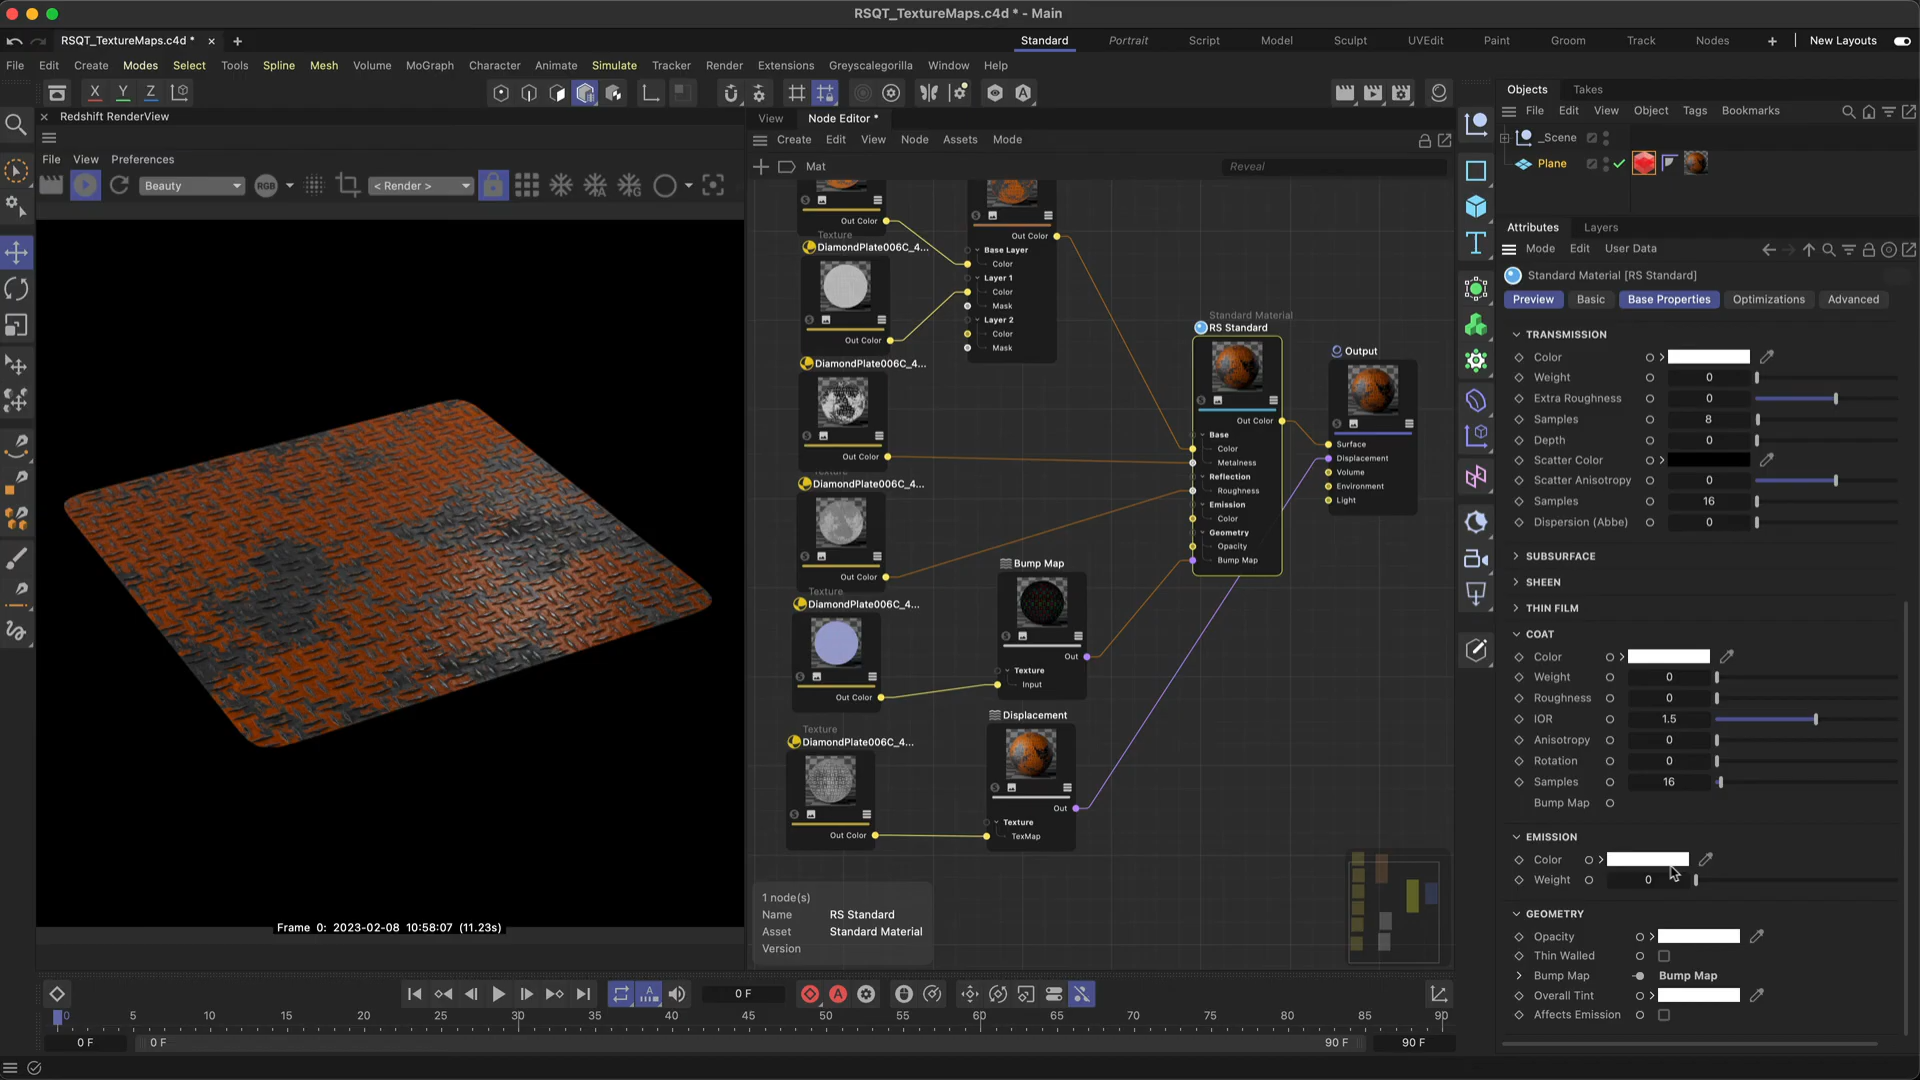 RSQT_TextureMaps.c4d * - Main
RSQT_TextureMaps.c4d *
Standard Portrait Script Model Sculpt UVEdit Paint Groom Track Nodes New Layouts
File Edit Create Modes Select Tools Spline Mesh Volume MoGraph Character Animate Simulate Tracker Render Extensions Greyscalegorilla Window Help
X Y Z
Redshift RenderView
File View Preferences
Beauty
RGB
< Render >
Frame 0: 2023-02-08 10:58:07 (11.23s)
View Node Editor *
Create Edit View Node Assets Mode
Mat
Reveal
Out Color
Texture
DiamondPlate006C_4...
Out Color
DiamondPlate006C_4...
Out Color
DiamondPlate006C_4...
Out Color
Texture
DiamondPlate006C_4...
Out Color
Texture
DiamondPlate006C_4...
Out Color
Out Color
Base Layer
Color
Layer 1
Color
Mask
Layer 2
Color
Mask
Bump Map
Out
Texture
Input
Displacement
Out
Texture
TexMap
Standard Material
RS Standard
Out Color
Base
Color
Metalness
Reflection
Roughness
Emission
Color
Geometry
Opacity
Bump Map
Output
Surface
Displacement
Volume
Environment
Light
1 node(s)
Name RS Standard
Asset Standard Material
Version
Objects Takes
File Edit View Object Tags Bookmarks
_Scene
Plane
Attributes Layers
Mode Edit User Data
Standard Material [RS Standard]
Preview Basic Base Properties Optimizations Advanced
TRANSMISSION
Color
Weight 0
Extra Roughness 0
Samples 8
Depth 0
Scatter Color
Scatter Anisotropy 0
Samples 16
Dispersion (Abbe) 0
SUBSURFACE
SHEEN
THIN FILM
COAT
Color
Weight 0
Roughness 0
IOR 1.5
Anisotropy 0
Rotation 0
Samples 16
Bump Map
EMISSION
Color
Weight 0
GEOMETRY
Opacity
Thin Walled
Bump Map Bump Map
Overall Tint
Affects Emission
0 F
0 5 10 15 20 25 30 35 40 45 50 55 60 65 70 75 80 85 90
0 F 0 F 90 F 90 F